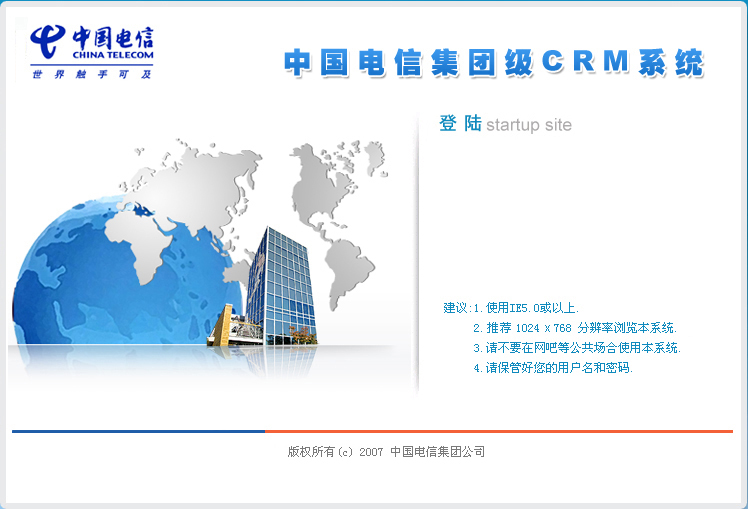 中国电信
CHINA TELECOM
世界触手可及
中国电信集团级CRM系统
登 陆 startup site
建议:1.使用IE5.0或以上.
2.推荐 1024 x 768 分辨率浏览本系统.
3.请不要在网吧等公共场合使用本系统.
4.请保管好您的用户名和密码.
版权所有(c) 2007 中国电信集团公司